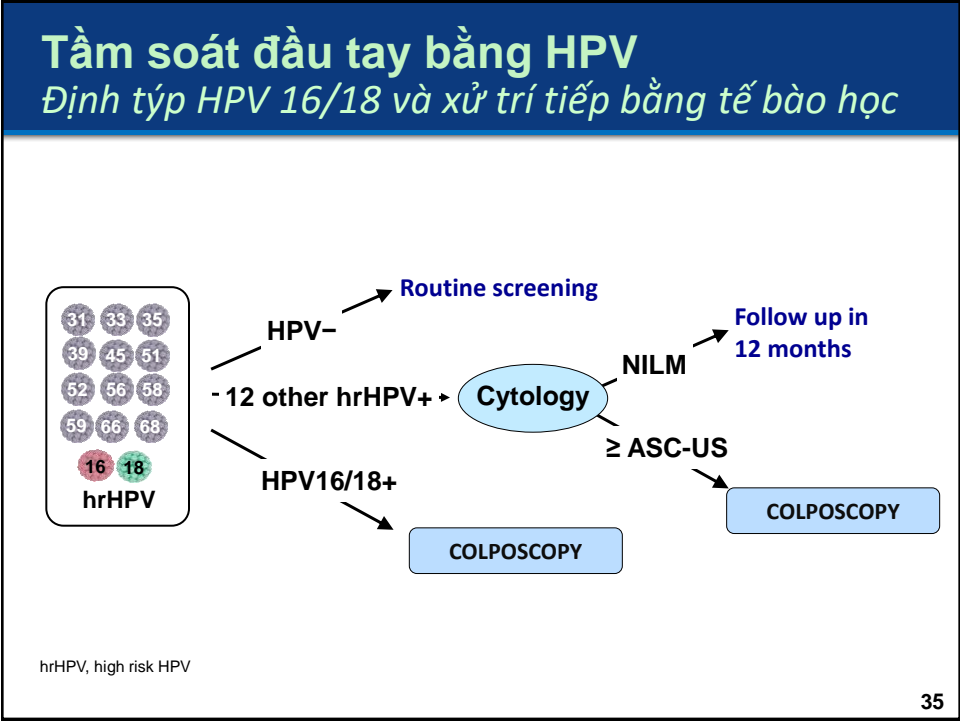 Tầm soát đầu tay bằng HPV
Định týp HPV 16/18 và xử trí tiếp bằng tế bào học
31 33 35
39 45 51
52 56 58
59 66 68
16 18
hrHPV
HPV−
Routine screening
12 other hrHPV+
Cytology
NILM
Follow up in
12 months
≥ ASC-US
COLPOSCOPY
HPV16/18+
COLPOSCOPY
hrHPV, high risk HPV
35